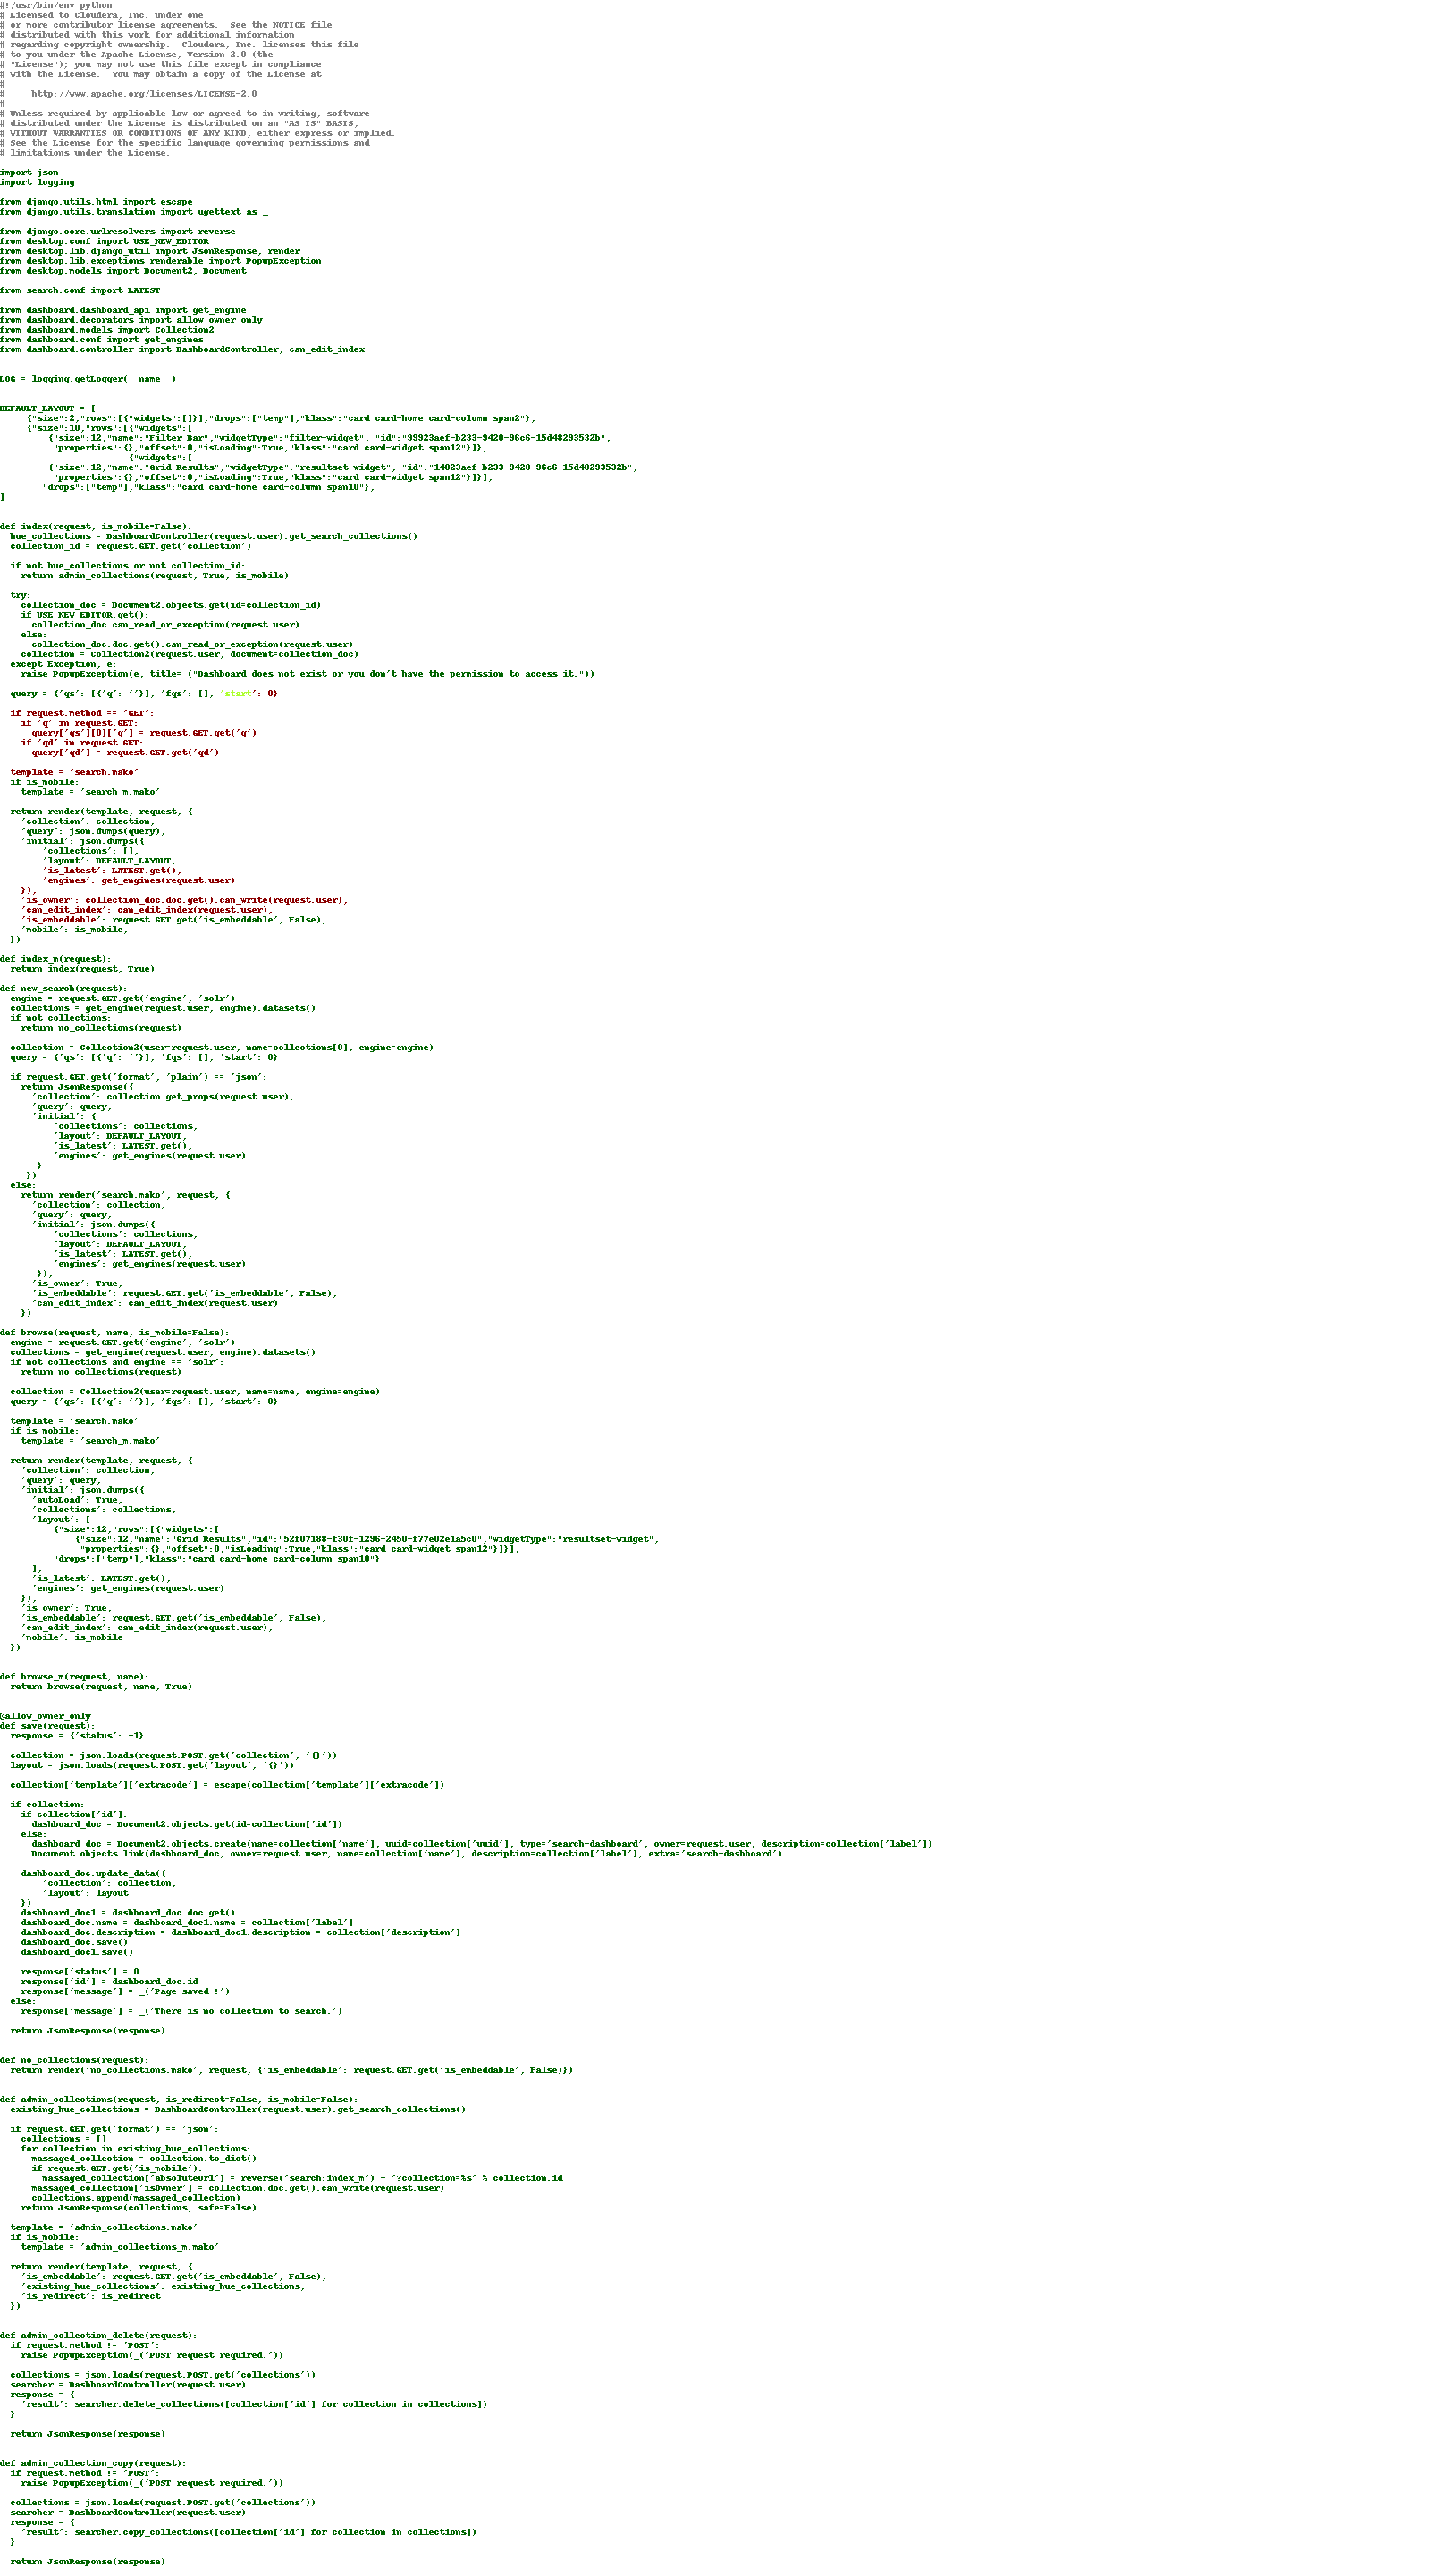 #!/usr/bin/env python
# Licensed to Cloudera, Inc. under one
# or more contributor license agreements.  See the NOTICE file
# distributed with this work for additional information
# regarding copyright ownership.  Cloudera, Inc. licenses this file
# to you under the Apache License, Version 2.0 (the
# "License"); you may not use this file except in compliance
# with the License.  You may obtain a copy of the License at
#
#     http://www.apache.org/licenses/LICENSE-2.0
#
# Unless required by applicable law or agreed to in writing, software
# distributed under the License is distributed on an "AS IS" BASIS,
# WITHOUT WARRANTIES OR CONDITIONS OF ANY KIND, either express or implied.
# See the License for the specific language governing permissions and
# limitations under the License.

import json
import logging

from django.utils.html import escape
from django.utils.translation import ugettext as _

from django.core.urlresolvers import reverse
from desktop.conf import USE_NEW_EDITOR
from desktop.lib.django_util import JsonResponse, render
from desktop.lib.exceptions_renderable import PopupException
from desktop.models import Document2, Document

from search.conf import LATEST

from dashboard.dashboard_api import get_engine
from dashboard.decorators import allow_owner_only
from dashboard.models import Collection2
from dashboard.conf import get_engines
from dashboard.controller import DashboardController, can_edit_index


LOG = logging.getLogger(__name__)


DEFAULT_LAYOUT = [
     {"size":2,"rows":[{"widgets":[]}],"drops":["temp"],"klass":"card card-home card-column span2"},
     {"size":10,"rows":[{"widgets":[
         {"size":12,"name":"Filter Bar","widgetType":"filter-widget", "id":"99923aef-b233-9420-96c6-15d48293532b",
          "properties":{},"offset":0,"isLoading":True,"klass":"card card-widget span12"}]},
                        {"widgets":[
         {"size":12,"name":"Grid Results","widgetType":"resultset-widget", "id":"14023aef-b233-9420-96c6-15d48293532b",
          "properties":{},"offset":0,"isLoading":True,"klass":"card card-widget span12"}]}],
        "drops":["temp"],"klass":"card card-home card-column span10"},
]


def index(request, is_mobile=False):
  hue_collections = DashboardController(request.user).get_search_collections()
  collection_id = request.GET.get('collection')

  if not hue_collections or not collection_id:
    return admin_collections(request, True, is_mobile)

  try:
    collection_doc = Document2.objects.get(id=collection_id)
    if USE_NEW_EDITOR.get():
      collection_doc.can_read_or_exception(request.user)
    else:
      collection_doc.doc.get().can_read_or_exception(request.user)
    collection = Collection2(request.user, document=collection_doc)
  except Exception, e:
    raise PopupException(e, title=_("Dashboard does not exist or you don't have the permission to access it."))

  query = {'qs': [{'q': ''}], 'fqs': [], 'start': 0}

  if request.method == 'GET':
    if 'q' in request.GET:
      query['qs'][0]['q'] = request.GET.get('q')
    if 'qd' in request.GET:
      query['qd'] = request.GET.get('qd')

  template = 'search.mako'
  if is_mobile:
    template = 'search_m.mako'

  return render(template, request, {
    'collection': collection,
    'query': json.dumps(query),
    'initial': json.dumps({
        'collections': [],
        'layout': DEFAULT_LAYOUT,
        'is_latest': LATEST.get(),
        'engines': get_engines(request.user)
    }),
    'is_owner': collection_doc.doc.get().can_write(request.user),
    'can_edit_index': can_edit_index(request.user),
    'is_embeddable': request.GET.get('is_embeddable', False),
    'mobile': is_mobile,
  })

def index_m(request):
  return index(request, True)

def new_search(request):
  engine = request.GET.get('engine', 'solr')
  collections = get_engine(request.user, engine).datasets()
  if not collections:
    return no_collections(request)

  collection = Collection2(user=request.user, name=collections[0], engine=engine)
  query = {'qs': [{'q': ''}], 'fqs': [], 'start': 0}

  if request.GET.get('format', 'plain') == 'json':
    return JsonResponse({
      'collection': collection.get_props(request.user),
      'query': query,
      'initial': {
          'collections': collections,
          'layout': DEFAULT_LAYOUT,
          'is_latest': LATEST.get(),
          'engines': get_engines(request.user)
       }
     })
  else:
    return render('search.mako', request, {
      'collection': collection,
      'query': query,
      'initial': json.dumps({
          'collections': collections,
          'layout': DEFAULT_LAYOUT,
          'is_latest': LATEST.get(),
          'engines': get_engines(request.user)
       }),
      'is_owner': True,
      'is_embeddable': request.GET.get('is_embeddable', False),
      'can_edit_index': can_edit_index(request.user)
    })

def browse(request, name, is_mobile=False):
  engine = request.GET.get('engine', 'solr')
  collections = get_engine(request.user, engine).datasets()
  if not collections and engine == 'solr':
    return no_collections(request)

  collection = Collection2(user=request.user, name=name, engine=engine)
  query = {'qs': [{'q': ''}], 'fqs': [], 'start': 0}

  template = 'search.mako'
  if is_mobile:
    template = 'search_m.mako'

  return render(template, request, {
    'collection': collection,
    'query': query,
    'initial': json.dumps({
      'autoLoad': True,
      'collections': collections,
      'layout': [
          {"size":12,"rows":[{"widgets":[
              {"size":12,"name":"Grid Results","id":"52f07188-f30f-1296-2450-f77e02e1a5c0","widgetType":"resultset-widget",
               "properties":{},"offset":0,"isLoading":True,"klass":"card card-widget span12"}]}],
          "drops":["temp"],"klass":"card card-home card-column span10"}
      ],
      'is_latest': LATEST.get(),
      'engines': get_engines(request.user)
    }),
    'is_owner': True,
    'is_embeddable': request.GET.get('is_embeddable', False),
    'can_edit_index': can_edit_index(request.user),
    'mobile': is_mobile
  })


def browse_m(request, name):
  return browse(request, name, True)


@allow_owner_only
def save(request):
  response = {'status': -1}

  collection = json.loads(request.POST.get('collection', '{}'))
  layout = json.loads(request.POST.get('layout', '{}'))

  collection['template']['extracode'] = escape(collection['template']['extracode'])

  if collection:
    if collection['id']:
      dashboard_doc = Document2.objects.get(id=collection['id'])
    else:
      dashboard_doc = Document2.objects.create(name=collection['name'], uuid=collection['uuid'], type='search-dashboard', owner=request.user, description=collection['label'])
      Document.objects.link(dashboard_doc, owner=request.user, name=collection['name'], description=collection['label'], extra='search-dashboard')

    dashboard_doc.update_data({
        'collection': collection,
        'layout': layout
    })
    dashboard_doc1 = dashboard_doc.doc.get()
    dashboard_doc.name = dashboard_doc1.name = collection['label']
    dashboard_doc.description = dashboard_doc1.description = collection['description']
    dashboard_doc.save()
    dashboard_doc1.save()

    response['status'] = 0
    response['id'] = dashboard_doc.id
    response['message'] = _('Page saved !')
  else:
    response['message'] = _('There is no collection to search.')

  return JsonResponse(response)


def no_collections(request):
  return render('no_collections.mako', request, {'is_embeddable': request.GET.get('is_embeddable', False)})


def admin_collections(request, is_redirect=False, is_mobile=False):
  existing_hue_collections = DashboardController(request.user).get_search_collections()

  if request.GET.get('format') == 'json':
    collections = []
    for collection in existing_hue_collections:
      massaged_collection = collection.to_dict()
      if request.GET.get('is_mobile'):
        massaged_collection['absoluteUrl'] = reverse('search:index_m') + '?collection=%s' % collection.id
      massaged_collection['isOwner'] = collection.doc.get().can_write(request.user)
      collections.append(massaged_collection)
    return JsonResponse(collections, safe=False)

  template = 'admin_collections.mako'
  if is_mobile:
    template = 'admin_collections_m.mako'

  return render(template, request, {
    'is_embeddable': request.GET.get('is_embeddable', False),
    'existing_hue_collections': existing_hue_collections,
    'is_redirect': is_redirect
  })


def admin_collection_delete(request):
  if request.method != 'POST':
    raise PopupException(_('POST request required.'))

  collections = json.loads(request.POST.get('collections'))
  searcher = DashboardController(request.user)
  response = {
    'result': searcher.delete_collections([collection['id'] for collection in collections])
  }

  return JsonResponse(response)


def admin_collection_copy(request):
  if request.method != 'POST':
    raise PopupException(_('POST request required.'))

  collections = json.loads(request.POST.get('collections'))
  searcher = DashboardController(request.user)
  response = {
    'result': searcher.copy_collections([collection['id'] for collection in collections])
  }

  return JsonResponse(response)